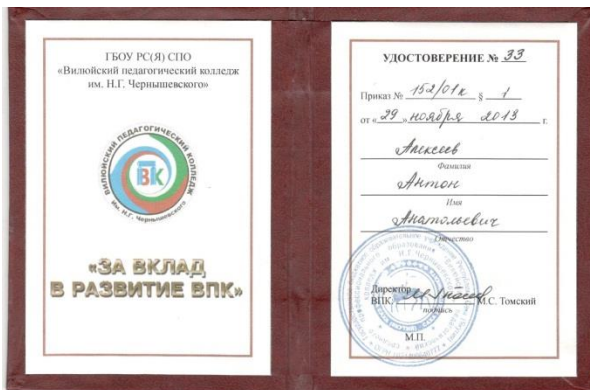 ГБОУ РС(Я) СПО
«Вилюйский педагогический колледж
им. Н.Г. Чернышевского»
ВИЛЮЙСКИЙ ПЕДАГОГИЧЕСКИЙ КОЛЛЕДЖ
ВПК
им. Н.Г. Чернышевского
«ЗА ВКЛАД
В РАЗВИТИЕ ВПК»
УДОСТОВЕРЕНИЕ № 33
Приказ № 152/01к § 1
от « 29 » ноября 2013 г.
Алексеев
Фамилия
Антон
Имя
Анатольевич
Отчество
Директор
ВПК: М.С. Томский
подпись
М.П.